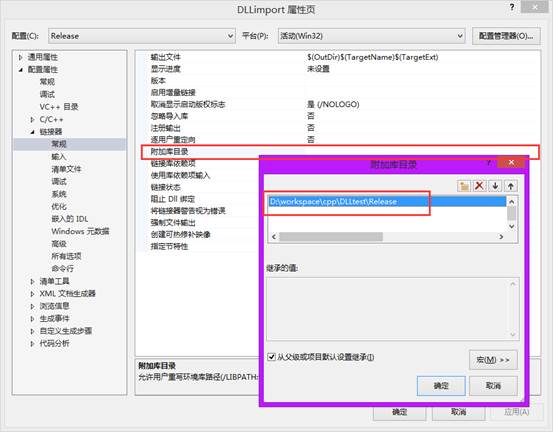 DLLimport 属性页
配置(C): Release 平台(P): 活动(Win32) 配置管理器(O)...
通用属性
配置属性
常规
调试
VC++ 目录
C/C++
链接器
常规
输入
清单文件
调试
系统
优化
嵌入的 IDL
Windows 元数据
高级
所有选项
命令行
清单工具
XML 文档生成器
浏览信息
生成事件
自定义生成步骤
代码分析
输出文件 $(OutDir)$(TargetName)$(TargetExt)
显示进度 未设置
版本
启用增量链接
取消显示启动版权标志 是 (/NOLOGO)
忽略导入库 否
注册输出 否
逐用户重定向 否
附加库目录
链接库依赖项
使用库依赖项输入
链接状态
阻止 Dll 绑定
将链接器警告视为错误
强制文件输出
创建可热修补映像
指定节特性
附加库目录
允许用户重写环境库路径(/LIBPATH:
附加库目录
D:\workspace\cpp\DLLtest\Release
继承的值:
从父级或项目默认设置继承(I)
宏(M) >>
确定 取消
确定 取消 应用(A)